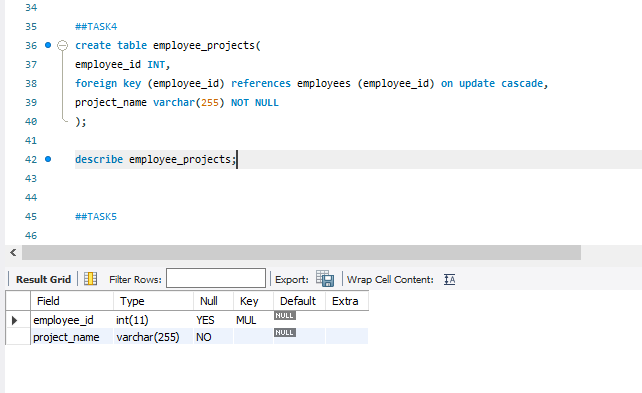 34
35 ##TASK4
36 create table employee_projects(
37 employee_id INT,
38 foreign key (employee_id) references employees (employee_id) on update cascade,
39 project_name varchar(255) NOT NULL
40 );
41
42 describe employee_projects;
43
44
45 ##TASK5
46
Result Grid Filter Rows: Export: Wrap Cell Content:
Field Type Null Key Default Extra
employee_id int(11) YES MUL NULL
project_name varchar(255) NO NULL